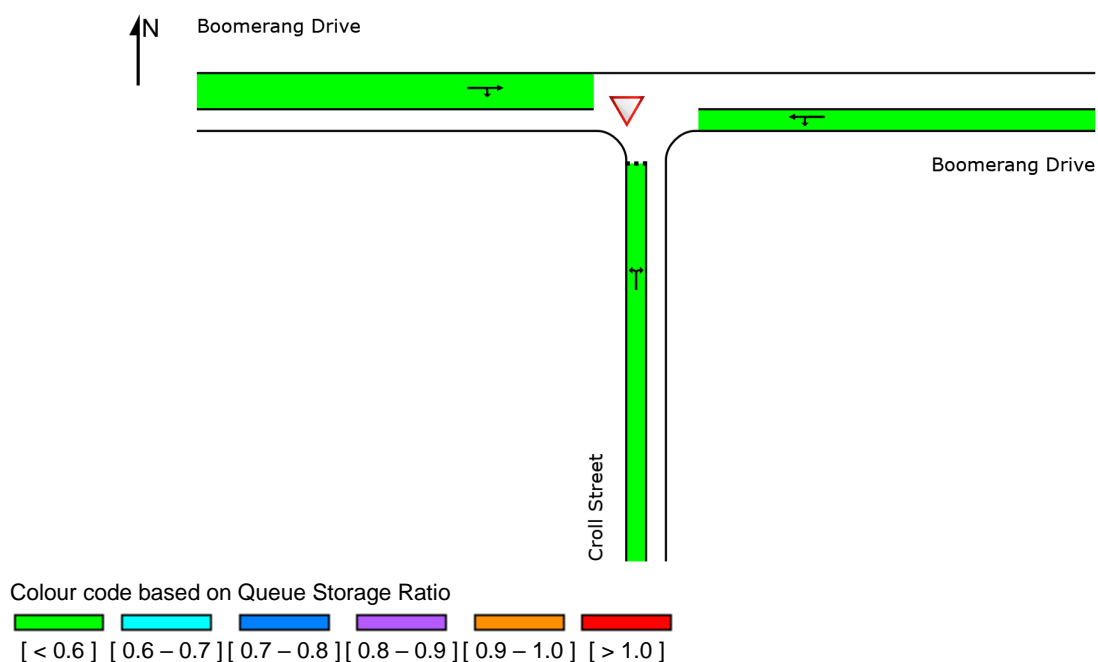 N
Boomerang Drive
Boomerang Drive
Croll Street
Colour code based on Queue Storage Ratio
[ < 0.6 ] [ 0.6 – 0.7 ] [ 0.7 – 0.8 ] [ 0.8 – 0.9 ] [ 0.9 – 1.0 ] [ > 1.0 ]